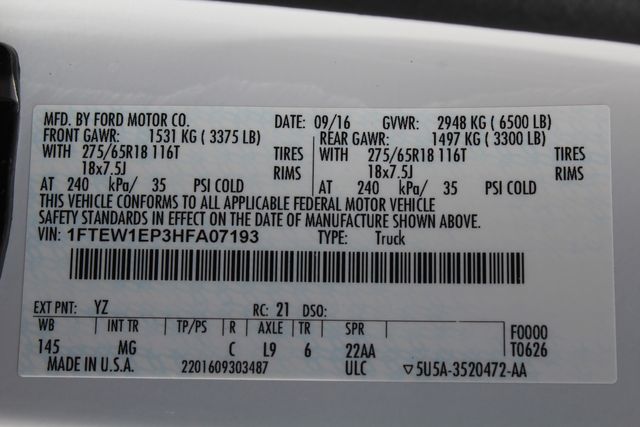 MFD. BY FORD MOTOR CO. DATE: 09/16 GVWR: 2948 KG ( 6500 LB)
FRONT GAWR: 1531 KG ( 3375 LB) REAR GAWR: 1497 KG ( 3300 LB)
WITH 275/65R18 116T TIRES WITH 275/65R18 116T TIRES
18x7.5J RIMS 18x7.5J RIMS
AT 240 kPa/ 35 PSI COLD AT 240 kPa/ 35 PSI COLD
THIS VEHICLE CONFORMS TO ALL APPLICABLE FEDERAL MOTOR VEHICLE
SAFETY STANDARDS IN EFFECT ON THE DATE OF MANUFACTURE SHOWN ABOVE.
VIN: 1FTEW1EP3HFA07193 TYPE: Truck
EXT PNT: YZ RC: 21 DSO:
WB INT TR TP/PS R AXLE TR SPR F0000
145 MG C L9 6 22AA T0626
MADE IN U.S.A. 2201609303487 ULC ▽5U5A-3520472-AA